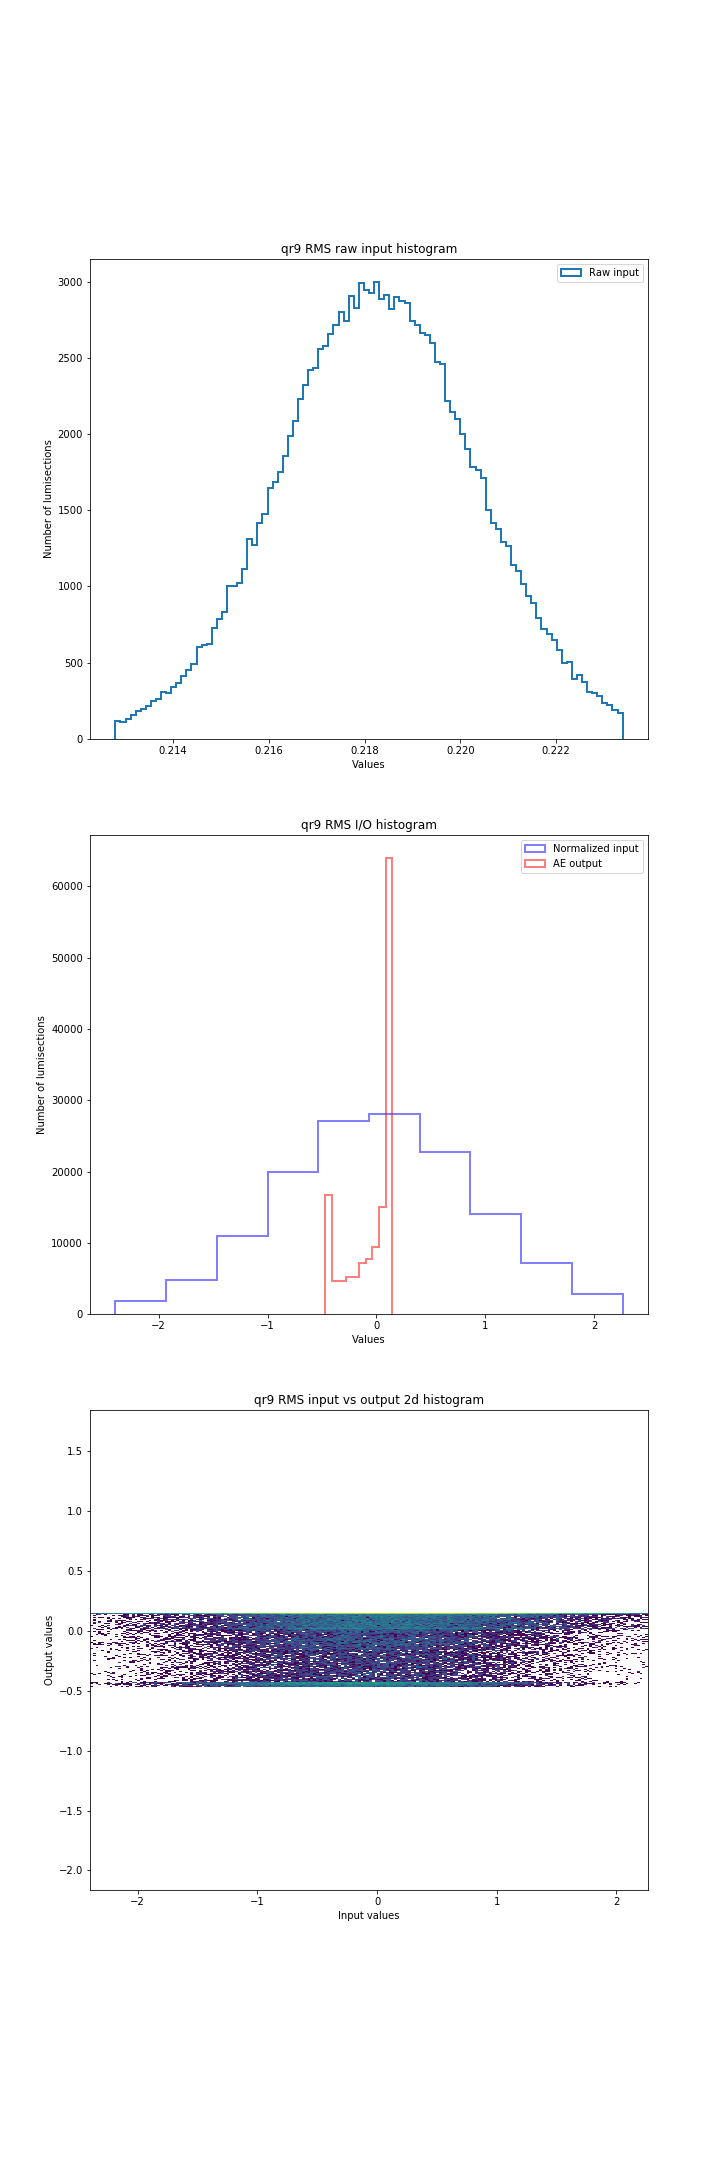 qr9 RMS raw input histogram
Raw input
3000
2500
2000
1500
1000
500
0
Number of lumisections
0.214 0.216 0.218 0.220 0.222
Values
qr9 RMS I/O histogram
Normalized input
AE output
60000
50000
40000
30000
20000
10000
0
Number of lumisections
−2 −1 0 1 2
Values
qr9 RMS input vs output 2d histogram
1.5
1.0
0.5
0.0
−0.5
−1.0
−1.5
−2.0
Output values
−2 −1 0 1 2
Input values